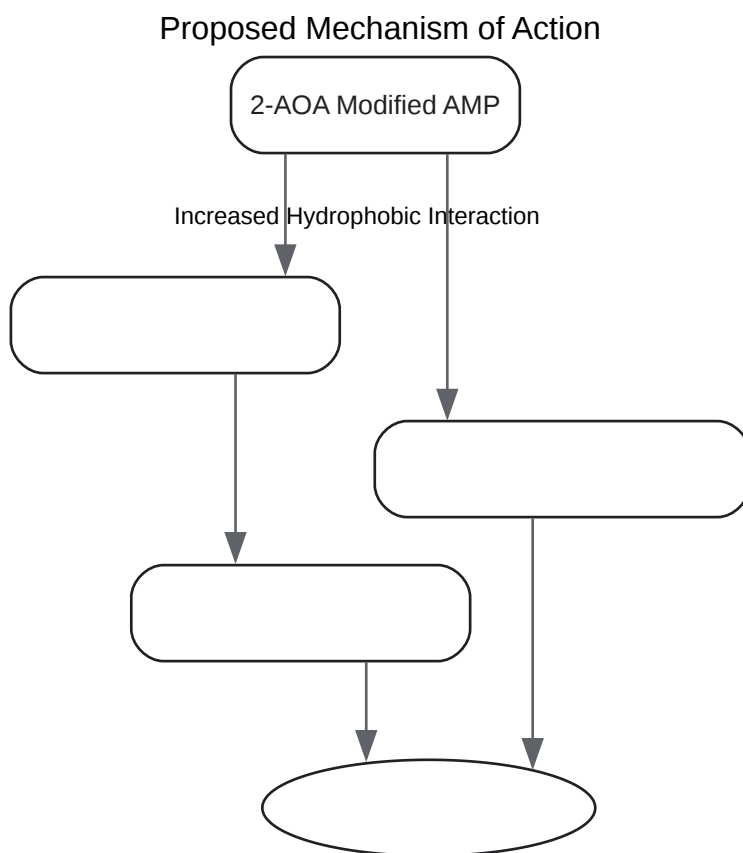 Proposed Mechanism of Action
2-AOA Modified AMP
Increased Hydrophobic Interaction